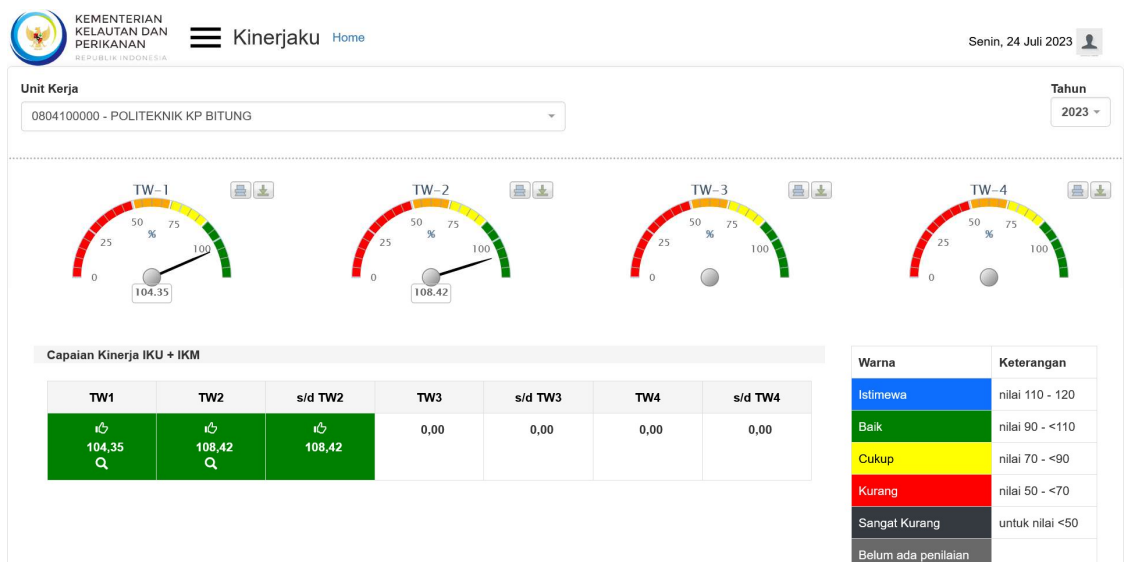 KEMENTERIAN
KELAUTAN DAN
PERIKANAN
REPUBLIK INDONESIA
Kinerjaku Home
Senin, 24 Juli 2023
Unit Kerja
Tahun
0804100000 - POLITEKNIK KP BITUNG
2023
TW-1
0 25 50 75 100
%
104.35
TW-2
0 25 50 75 100
%
108.42
TW-3
0 25 50 75 100
%
TW-4
0 25 50 75 100
%
Capaian Kinerja IKU + IKM
TW1 TW2 s/d TW2 TW3 s/d TW3 TW4 s/d TW4
104,35 108,42 108,42 0,00 0,00 0,00 0,00
Warna Keterangan
Istimewa nilai 110 - 120
Baik nilai 90 - <110
Cukup nilai 70 - <90
Kurang nilai 50 - <70
Sangat Kurang untuk nilai <50
Belum ada penilaian